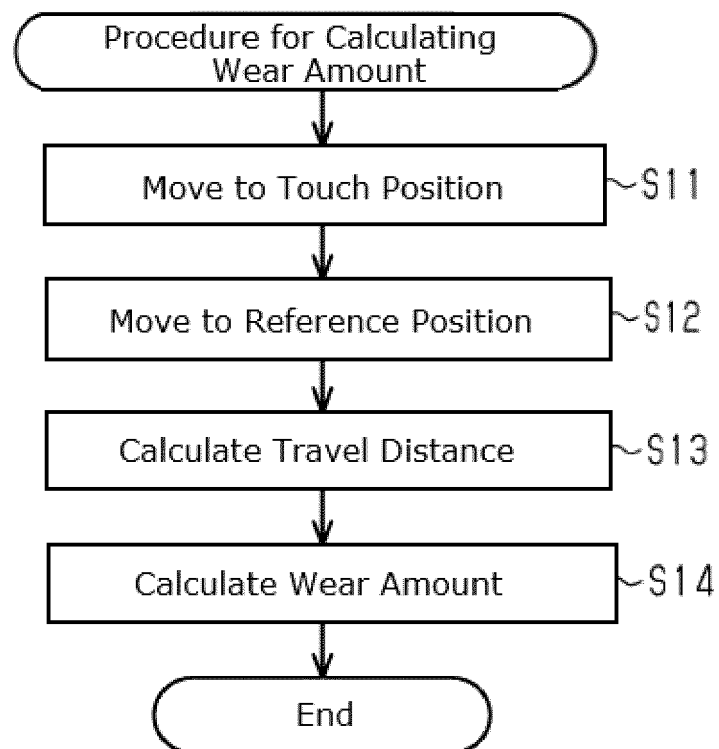 Procedure for Calculating
Wear Amount
Move to Touch Position
S11
Move to Reference Position
S12
Calculate Travel Distance
S13
Calculate Wear Amount
S14
End